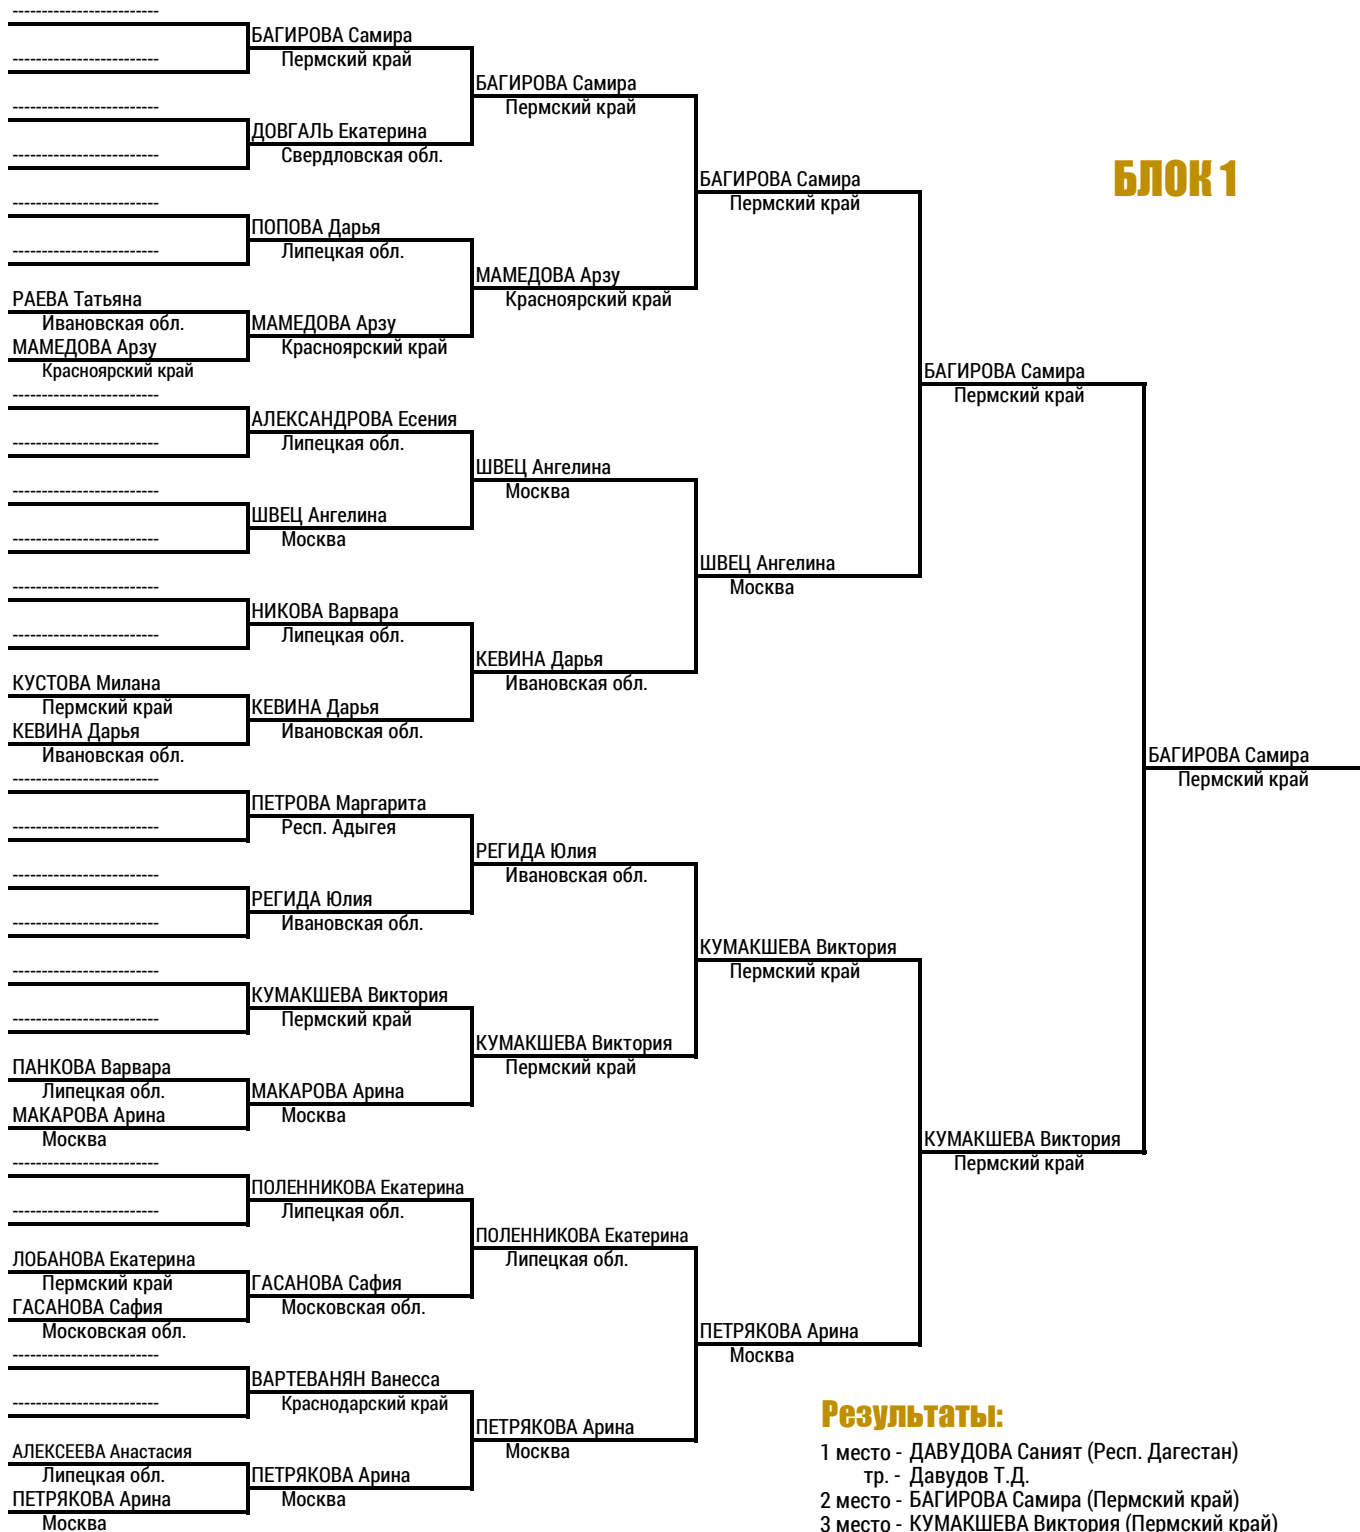 -------------------------
-------------------------
БАГИРОВА Самира
Пермский край
-------------------------
-------------------------
ДОВГАЛЬ Екатерина
Свердловская обл.
-------------------------
-------------------------
ПОПОВА Дарья
Липецкая обл.
РАЕВА Татьяна
Ивановская обл.
МАМЕДОВА Арзу
Красноярский край
МАМЕДОВА Арзу
Красноярский край
-------------------------
-------------------------
АЛЕКСАНДРОВА Есения
Липецкая обл.
-------------------------
-------------------------
ШВЕЦ Ангелина
Москва
-------------------------
-------------------------
НИКОВА Варвара
Липецкая обл.
КУСТОВА Милана
Пермский край
КЕВИНА Дарья
Ивановская обл.
КЕВИНА Дарья
Ивановская обл.
-------------------------
-------------------------
ПЕТРОВА Маргарита
Респ. Адыгея
-------------------------
-------------------------
РЕГИДА Юлия
Ивановская обл.
-------------------------
-------------------------
КУМАКШЕВА Виктория
Пермский край
ПАНКОВА Варвара
Липецкая обл.
МАКАРОВА Арина
Москва
МАКАРОВА Арина
Москва
-------------------------
-------------------------
ПОЛЕННИКОВА Екатерина
Липецкая обл.
ЛОБАНОВА Екатерина
Пермский край
ГАСАНОВА Сафия
Московская обл.
ГАСАНОВА Сафия
Московская обл.
-------------------------
-------------------------
ВАРТЕВАНЯН Ванесса
Краснодарский край
АЛЕКСЕЕВА Анастасия
Липецкая обл.
ПЕТРЯКОВА Арина
Москва
ПЕТРЯКОВА Арина
Москва
БАГИРОВА Самира
Пермский край
МАМЕДОВА Арзу
Красноярский край
ШВЕЦ Ангелина
Москва
КЕВИНА Дарья
Ивановская обл.
РЕГИДА Юлия
Ивановская обл.
КУМАКШЕВА Виктория
Пермский край
ПОЛЕННИКОВА Екатерина
Липецкая обл.
ПЕТРЯКОВА Арина
Москва
БАГИРОВА Самира
Пермский край
ШВЕЦ Ангелина
Москва
КУМАКШЕВА Виктория
Пермский край
ПЕТРЯКОВА Арина
Москва
БАГИРОВА Самира
Пермский край
КУМАКШЕВА Виктория
Пермский край
БАГИРОВА Самира
Пермский край
БЛОК 1
Результаты:
1 место - ДАВУДОВА Саният (Респ. Дагестан)
тр. - Давудов Т.Д.
2 место - БАГИРОВА Самира (Пермский край)
3 место - КУМАКШЕВА Виктория (Пермский край)